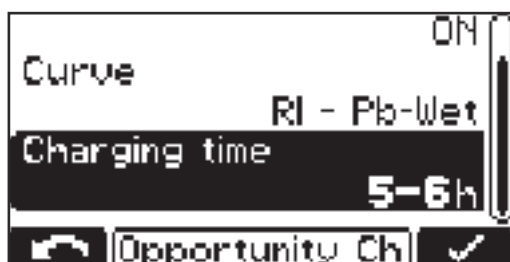 ON
Curve
RI - Pb-Wet
Charging time
5-6h
Opportunity Ch